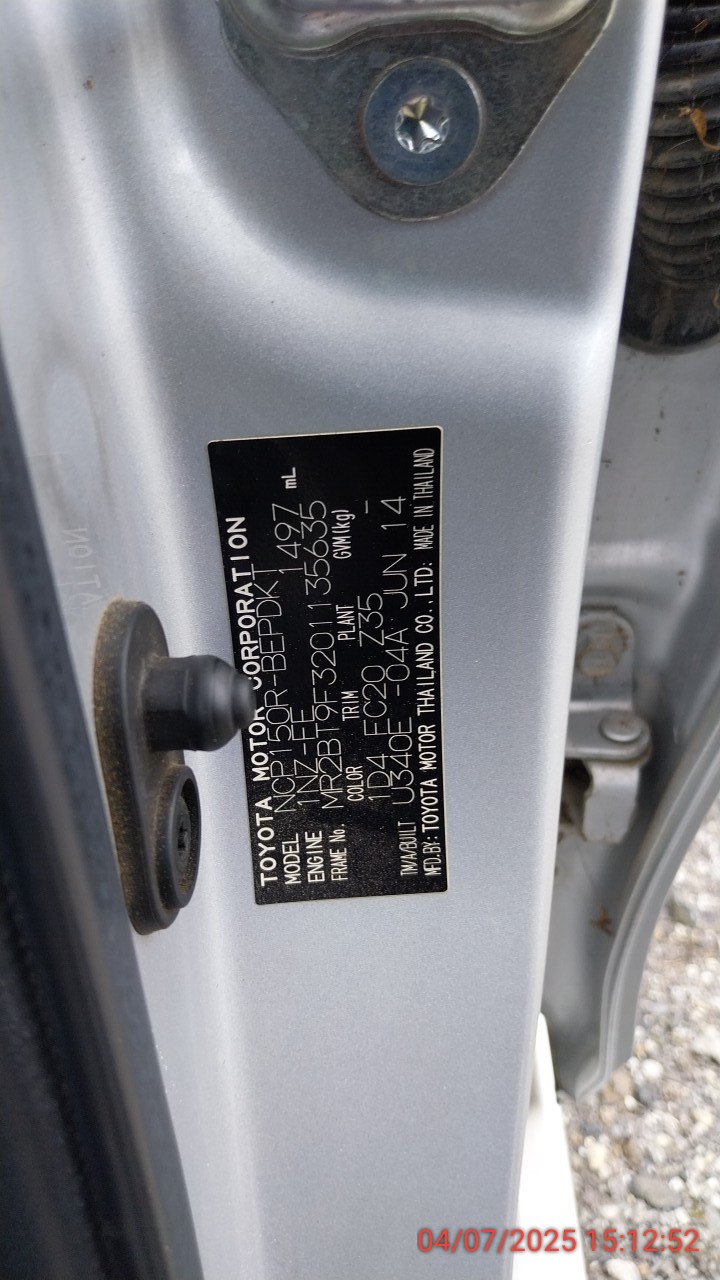 TOYOTA MOTOR CORPORATION
MODEL NCP150R-BEPDKT
ENGINE 1NZ-FE 1497 mL
FRAME No. MR2BT9F3201135635
COLOR TRIM PLANT GVM(kg)
1D4 FC20 Z35 -
TM/A/BUILT U340E -04A JUN 14
MFD.BY: TOYOTA MOTOR THAILAND CO.,LTD: MADE IN THAILAND
04/07/2025 15:12:52